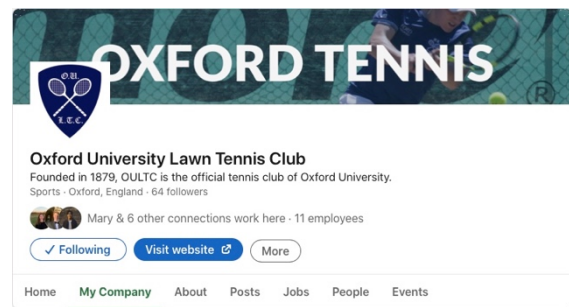 OXFORD TENNIS
®
O.U.
L.T.C.
Oxford University Lawn Tennis Club
Founded in 1879, OULTC is the official tennis club of Oxford University.
Sports · Oxford, England · 64 followers
Mary & 6 other connections work here · 11 employees
✓ Following
Visit website
More
Home My Company About Posts Jobs People Events